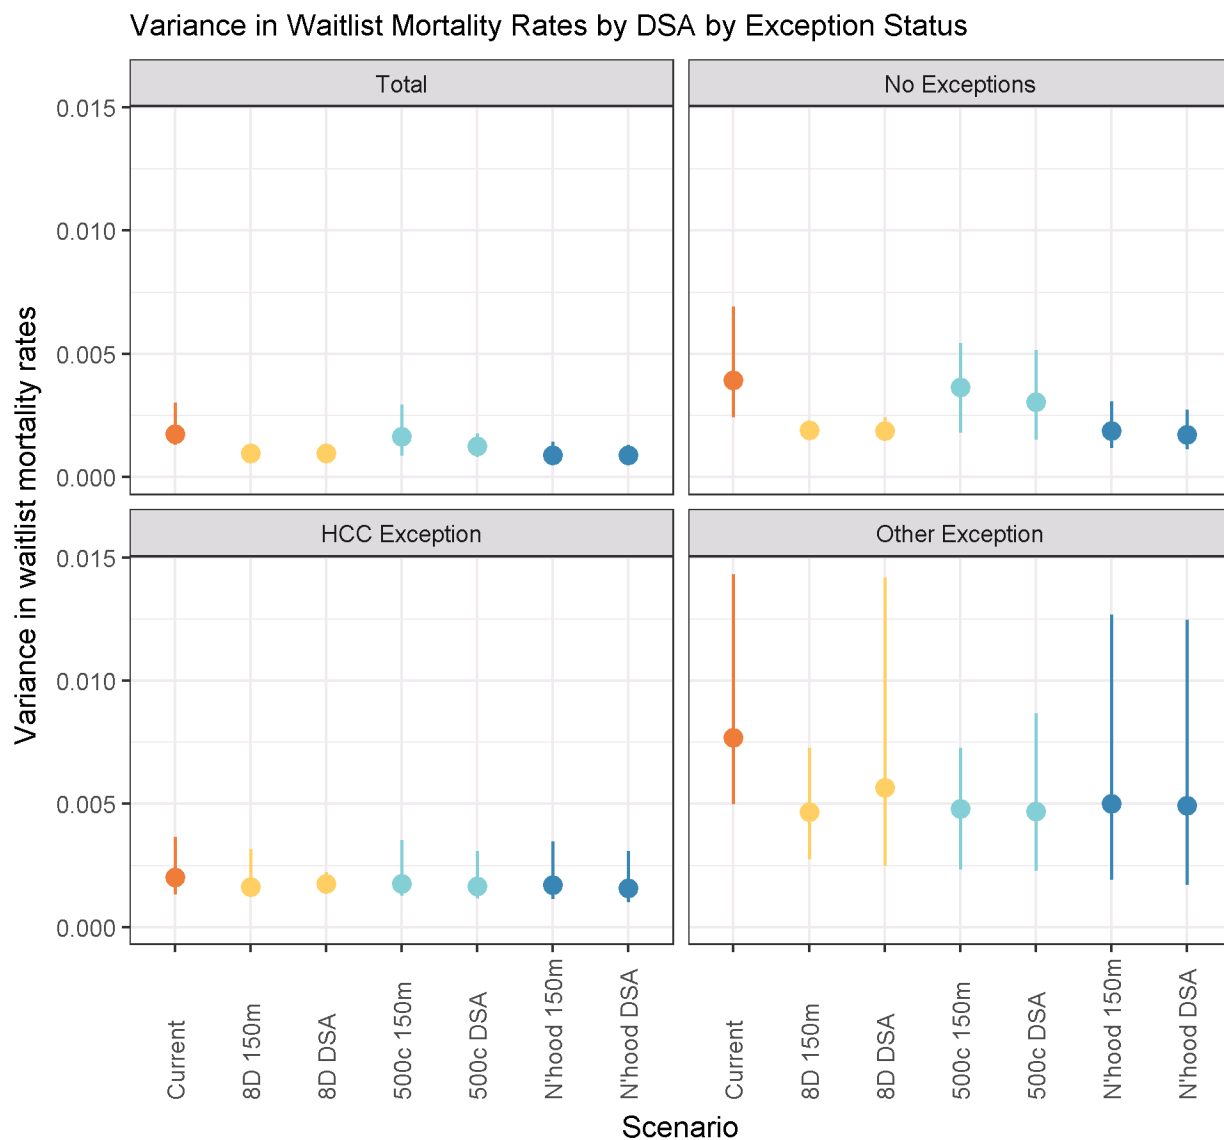 Variance in Waitlist Mortality Rates by DSA by Exception Status
Total
No Exceptions
0.015
0.010
0.005
0.000
HCC Exception
Other Exception
0.015
0.010
0.005
0.000
Variance in waitlist mortality rates
Current
8D 150m
8D DSA
500c 150m
500c DSA
N'hood 150m
N'hood DSA
Current
8D 150m
8D DSA
500c 150m
500c DSA
N'hood 150m
N'hood DSA
Scenario